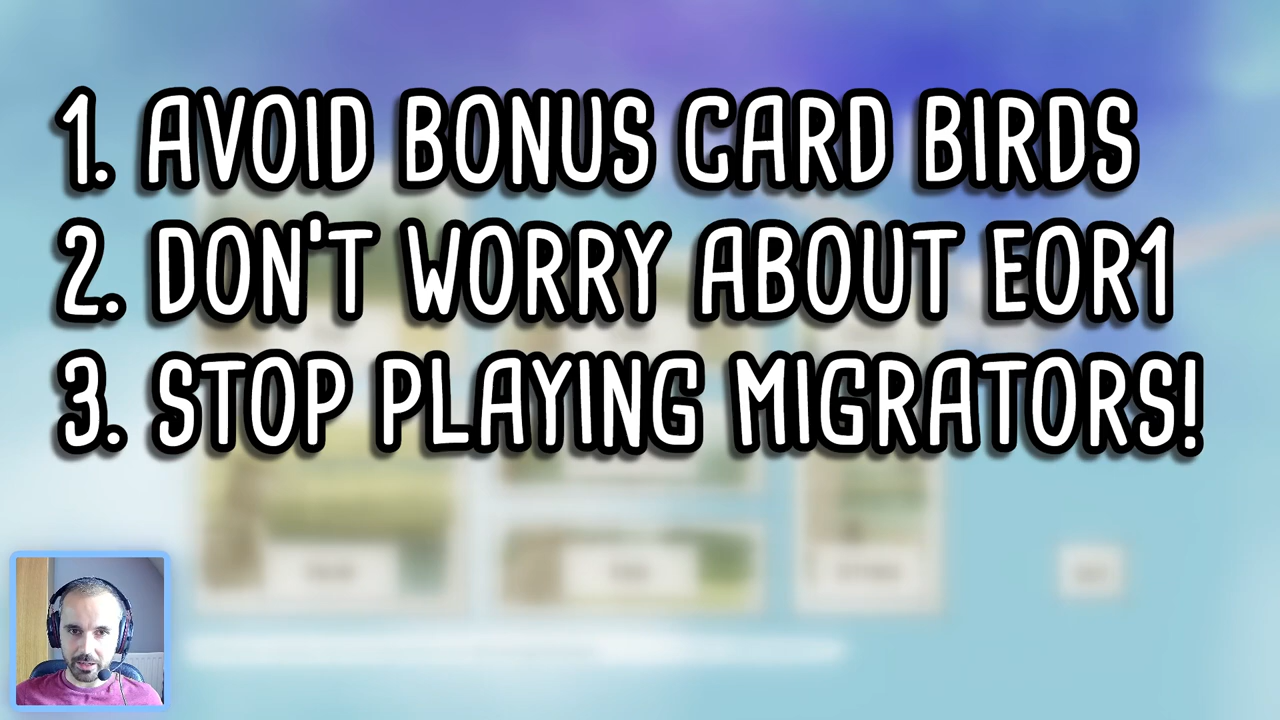 1. AVOID BONUS CARD BIRDS
2. DON'T WORRY ABOUT EOR1
3. STOP PLAYING MIGRATORS!